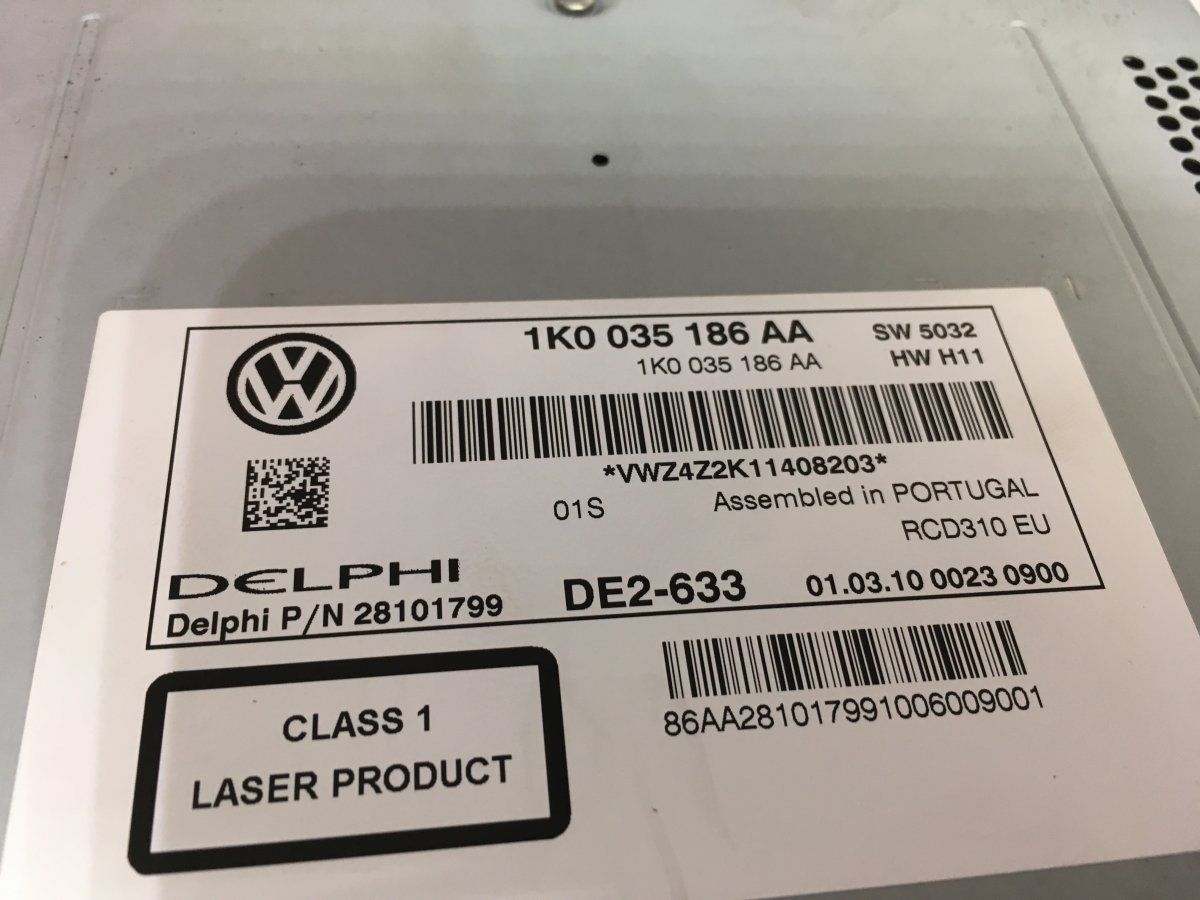 1K0 035 186 AA
SW 5032
1K0 035 186 AA
HW H11
*VWZ4Z2K11408203*
01S
Assembled in PORTUGAL
RCD310 EU
DELPHI
Delphi P/N 28101799
DE2-633
01.03.10 0023 0900
86AA281017991006009001
CLASS 1
LASER PRODUCT